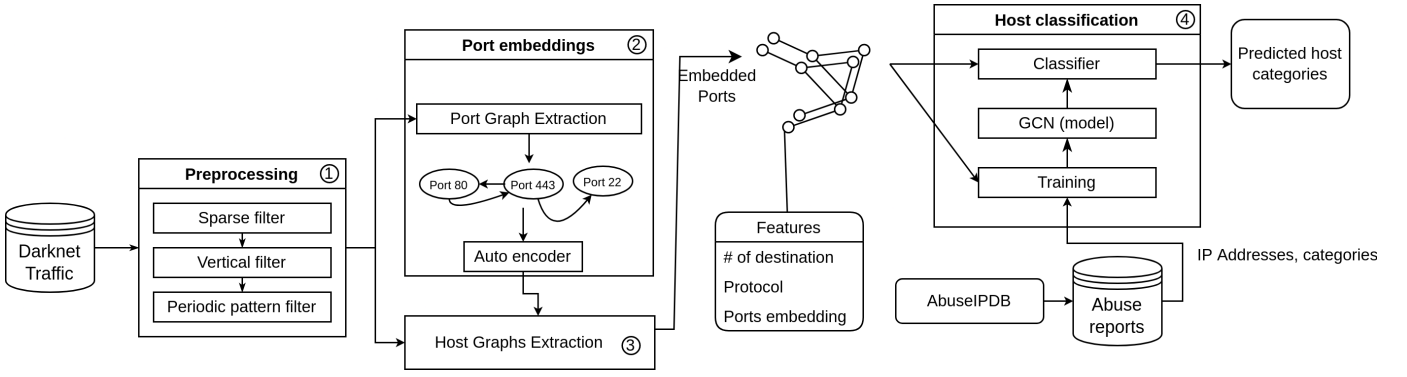 Darknet
Traffic
Preprocessing
1
Sparse filter
Vertical filter
Periodic pattern filter
Port embeddings
2
Port Graph Extraction
Port 80
Port 443
Port 22
Auto encoder
Host Graphs Extraction
3
Embedded
Ports
Features
# of destination
Protocol
Ports embedding
Host classification
4
Classifier
GCN (model)
Training
Predicted host
categories
IP Addresses, categories
AbuseIPDB
Abuse
reports